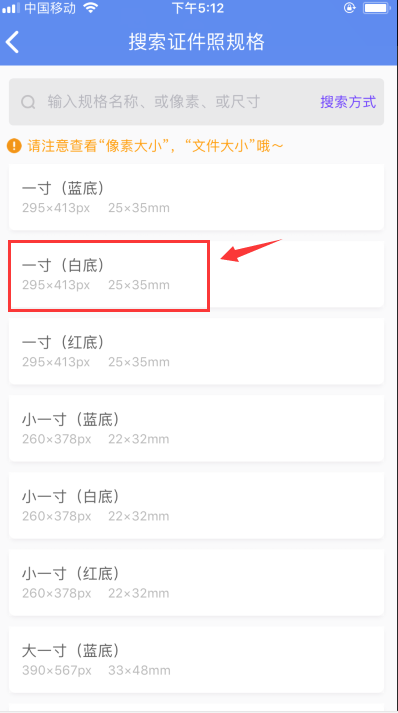 中国移动 下午5:12
搜索证件照规格
输入规格名称、或像素、或尺寸 搜索方式
请注意查看“像素大小”，“文件大小”哦～
一寸（蓝底）
295×413px 25×35mm
一寸（白底）
295×413px 25×35mm
一寸（红底）
295×413px 25×35mm
小一寸（蓝底）
260×378px 22×32mm
小一寸（白底）
260×378px 22×32mm
小一寸（红底）
260×378px 22×32mm
大一寸（蓝底）
390×567px 33×48mm